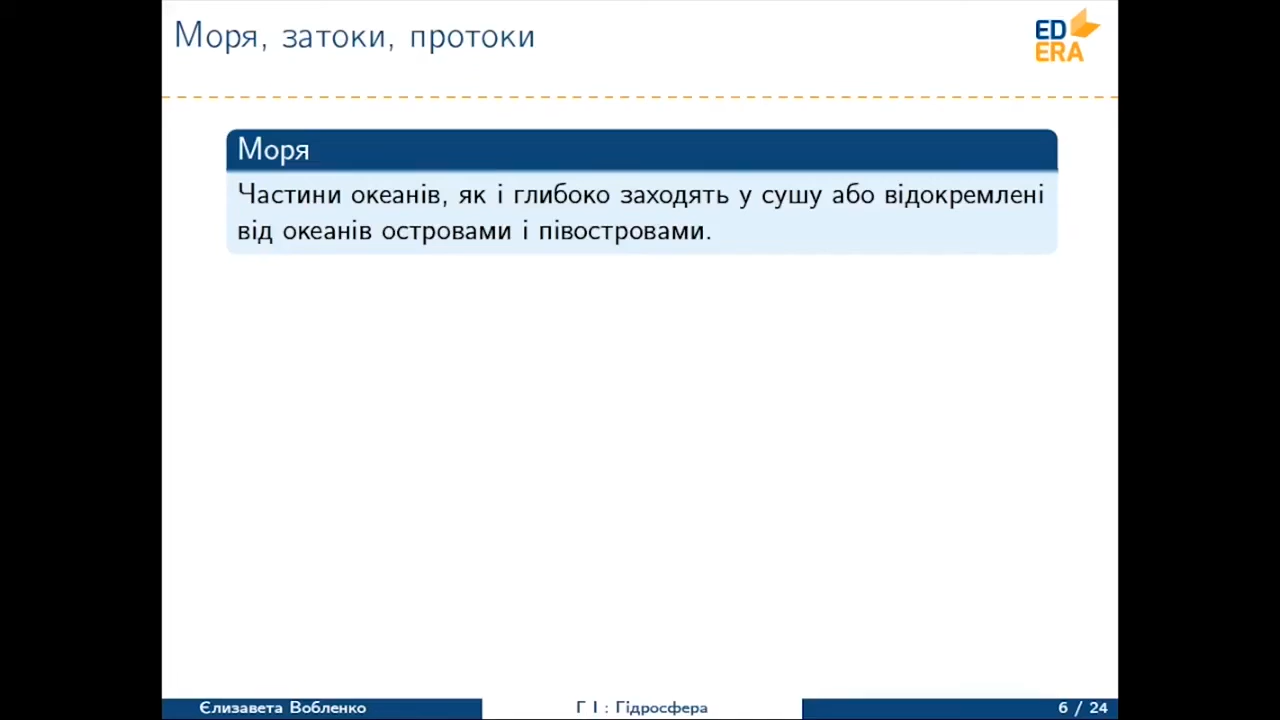 Моря, затоки, протоки
ED
ERA
Моря
Частини океанів, як і глибоко заходять у сушу або відокремлені
від океанів островами і півостровами.
Єлизавета Вобленко
Г І : Гідросфера
6 / 24